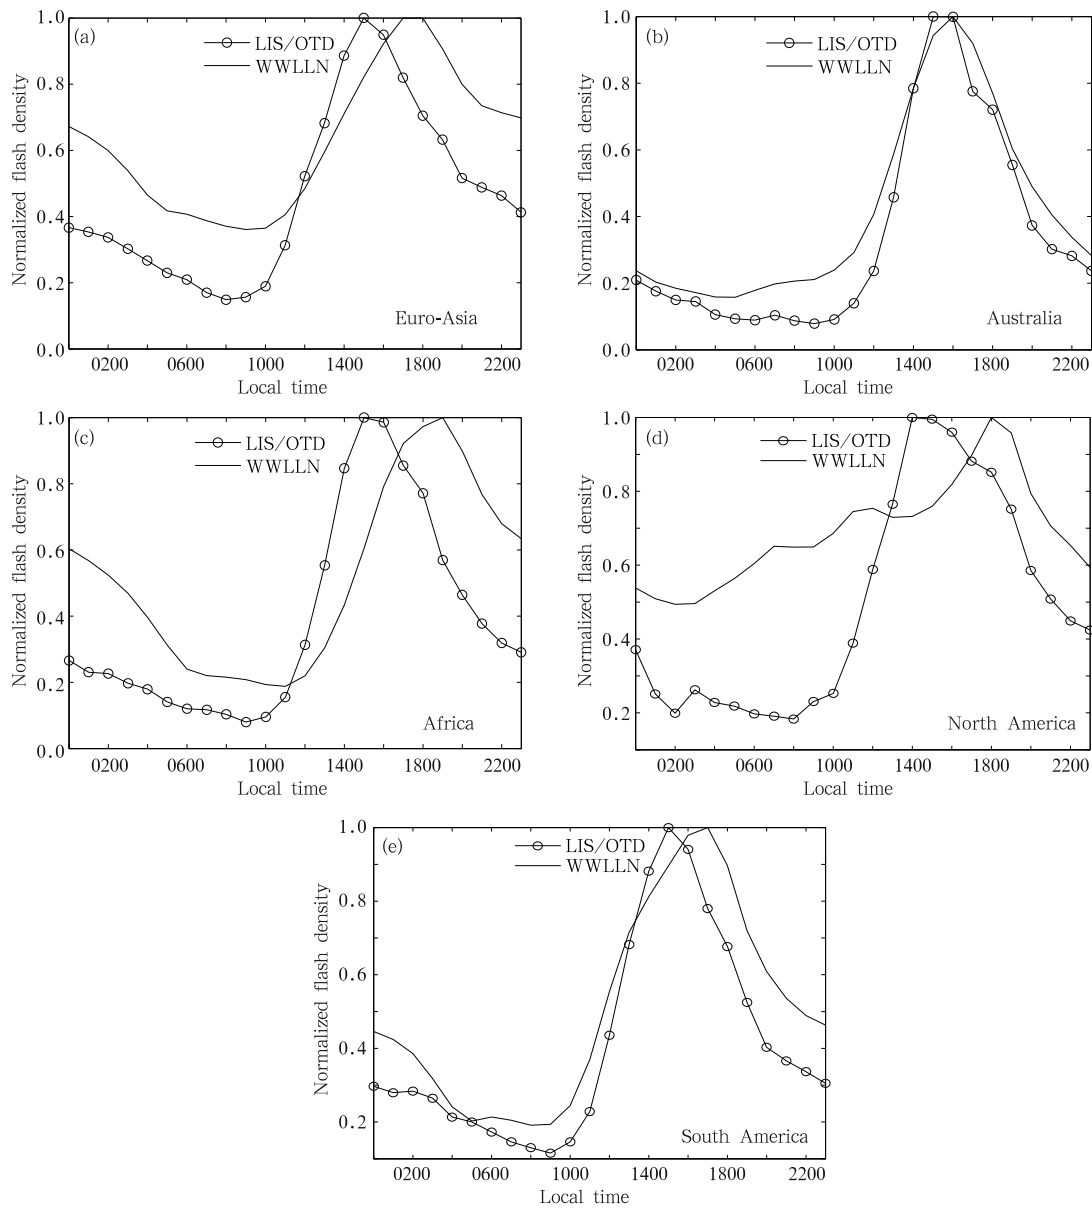 (a)
LIS/OTD
WWLLN
Normalized flash density
1.0
0.8
0.6
0.4
0.2
0.0
Euro-Asia
0200 0600 1000 1400 1800 2200
Local time
(b)
LIS/OTD
WWLLN
Normalized flash density
1.0
0.8
0.6
0.4
0.2
0.0
Australia
0200 0600 1000 1400 1800 2200
Local time
(c)
LIS/OTD
WWLLN
Normalized flash density
1.0
0.8
0.6
0.4
0.2
0.0
Africa
0200 0600 1000 1400 1800 2200
Local time
(d)
LIS/OTD
WWLLN
Normalized flash density
1.0
0.8
0.6
0.4
0.2
North America
0200 0600 1000 1400 1800 2200
Local time
(e)
LIS/OTD
WWLLN
Normalized flash density
1.0
0.8
0.6
0.4
0.2
South America
0200 0600 1000 1400 1800 2200
Local time